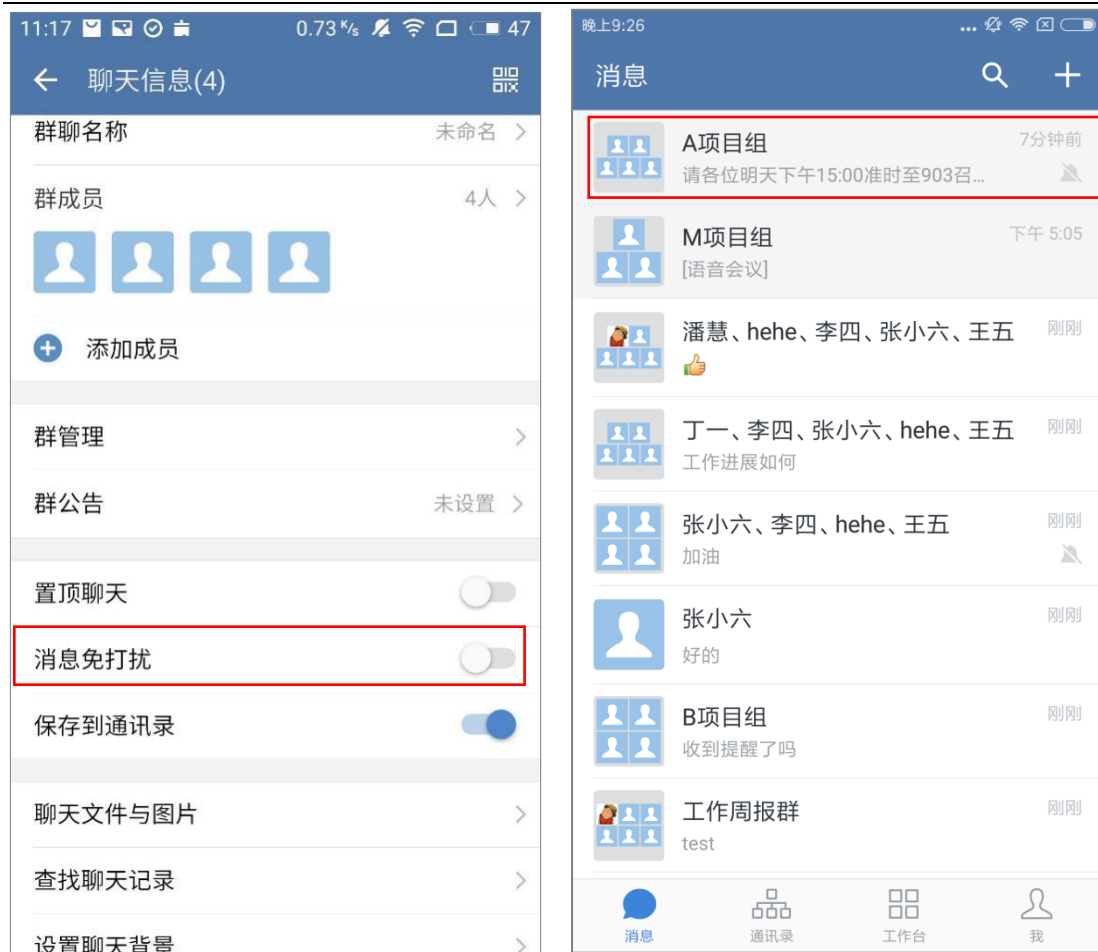 11:17 0.73 K/s 47
聊天信息(4)
群聊名称 未命名
群成员 4人
添加成员
群管理
群公告 未设置
置顶聊天
消息免打扰
保存到通讯录
聊天文件与图片
查找聊天记录
设置聊天背景
晚上9:26
消息
A项目组 7分钟前
请各位明天下午15:00准时至903召...
M项目组 下午 5:05
[语音会议]
潘慧、hehe、李四、张小六、王五 刚刚
丁一、李四、张小六、hehe、王五 刚刚
工作进展如何
张小六、李四、hehe、王五 刚刚
加油
张小六 刚刚
好的
B项目组 刚刚
收到提醒了吗
工作周报群 刚刚
test
消息 通讯录 工作台 我